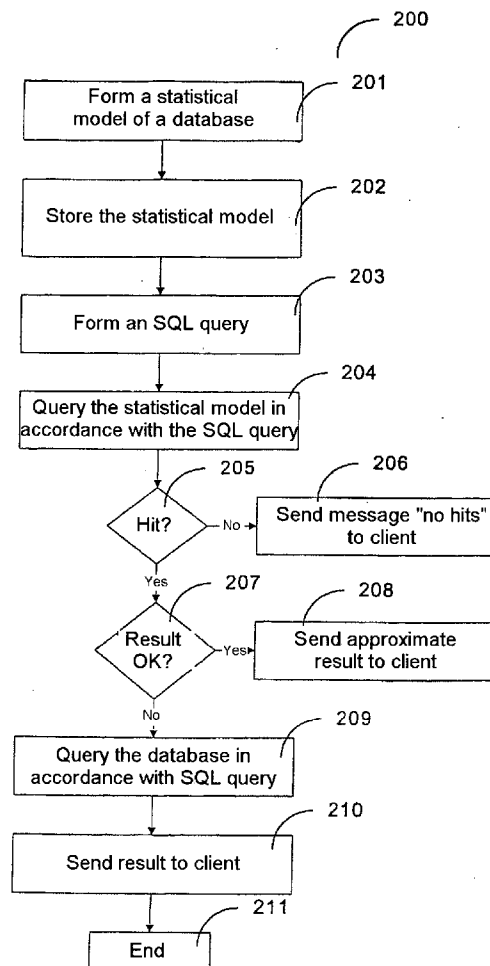 200
201
Form a statistical
model of a database
202
Store the statistical model
203
Form an SQL query
204
Query the statistical model in
accordance with the SQL query
205
Hit?
No
206
Send message "no hits"
to client
Yes
207
Result
OK?
Yes
208
Send approximate
result to client
No
209
Query the database in
accordance with SQL query
210
Send result to client
211
End